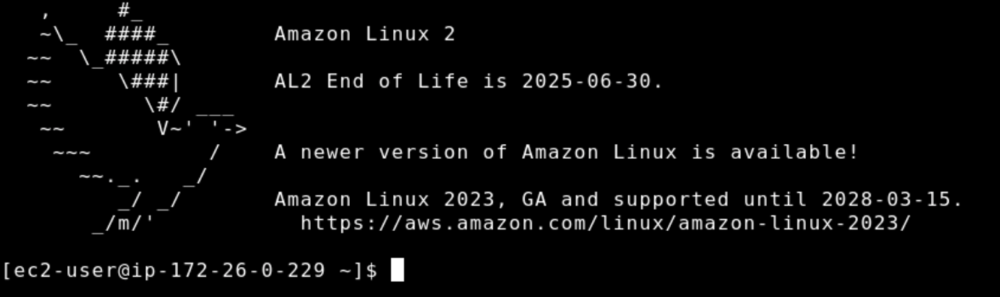 ,     #_
   ~\_  ####_        Amazon Linux 2
  ~~  \_#####\
  ~~     \###|       AL2 End of Life is 2025-06-30.
  ~~       \#/ ___
   ~~       V~' '->
    ~~~         /    A newer version of Amazon Linux is available!
      ~~._.   _/
         _/ _/       Amazon Linux 2023, GA and supported until 2028-03-15.
       _/m/'           https://aws.amazon.com/linux/amazon-linux-2023/
[ec2-user@ip-172-26-0-229 ~]$